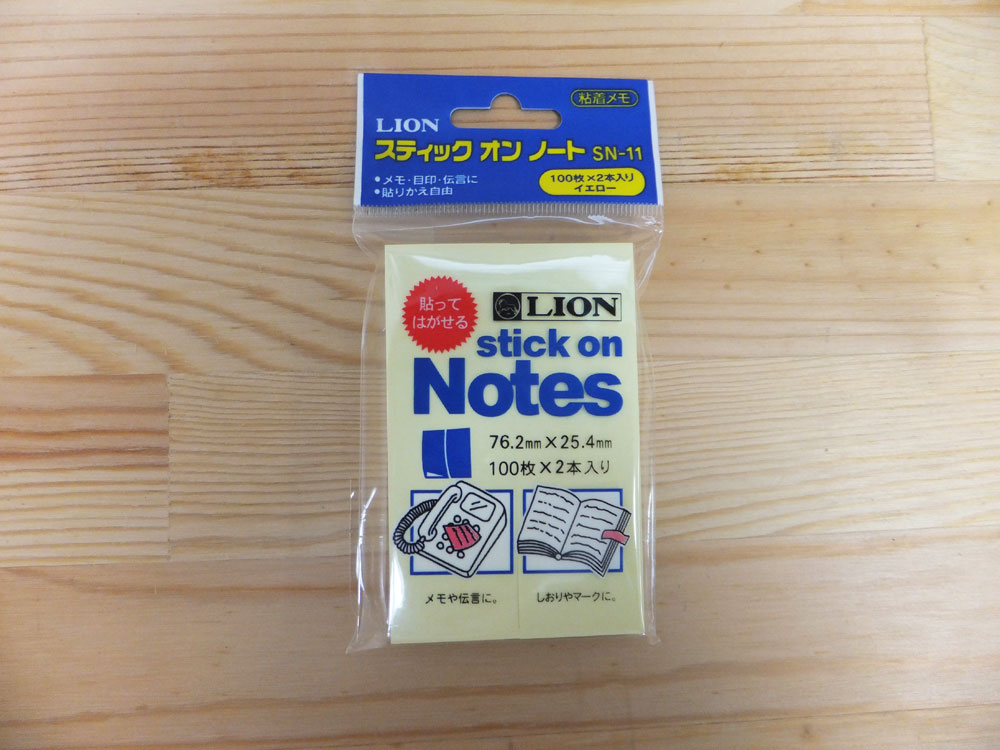 粘着メモ
LION
スティック オン ノート SN-11
• メモ・目印・伝言に
• 貼りかえ自由
100枚×2本入り
イエロー
貼って
はがせる
LION
stick on
Notes
76.2mm×25.4mm
100枚×2本入り
メモや伝言に。
しおりやマークに。